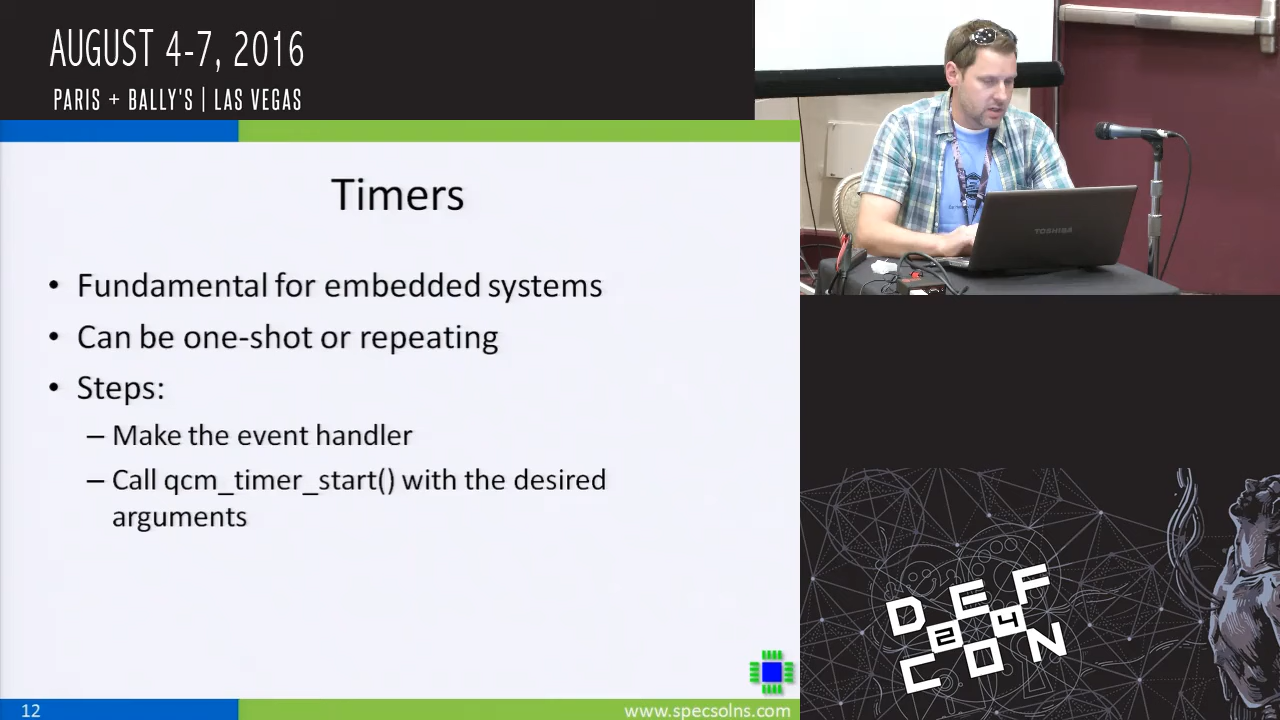 AUGUST 4-7, 2016
PARIS + BALLY'S | LAS VEGAS
Timers
• Fundamental for embedded systems
• Can be one-shot or repeating
• Steps:
– Make the event handler
– Call qcm_timer_start() with the desired
arguments
12
www.specsolns.com
TOSHIBA
DEF
24
CON